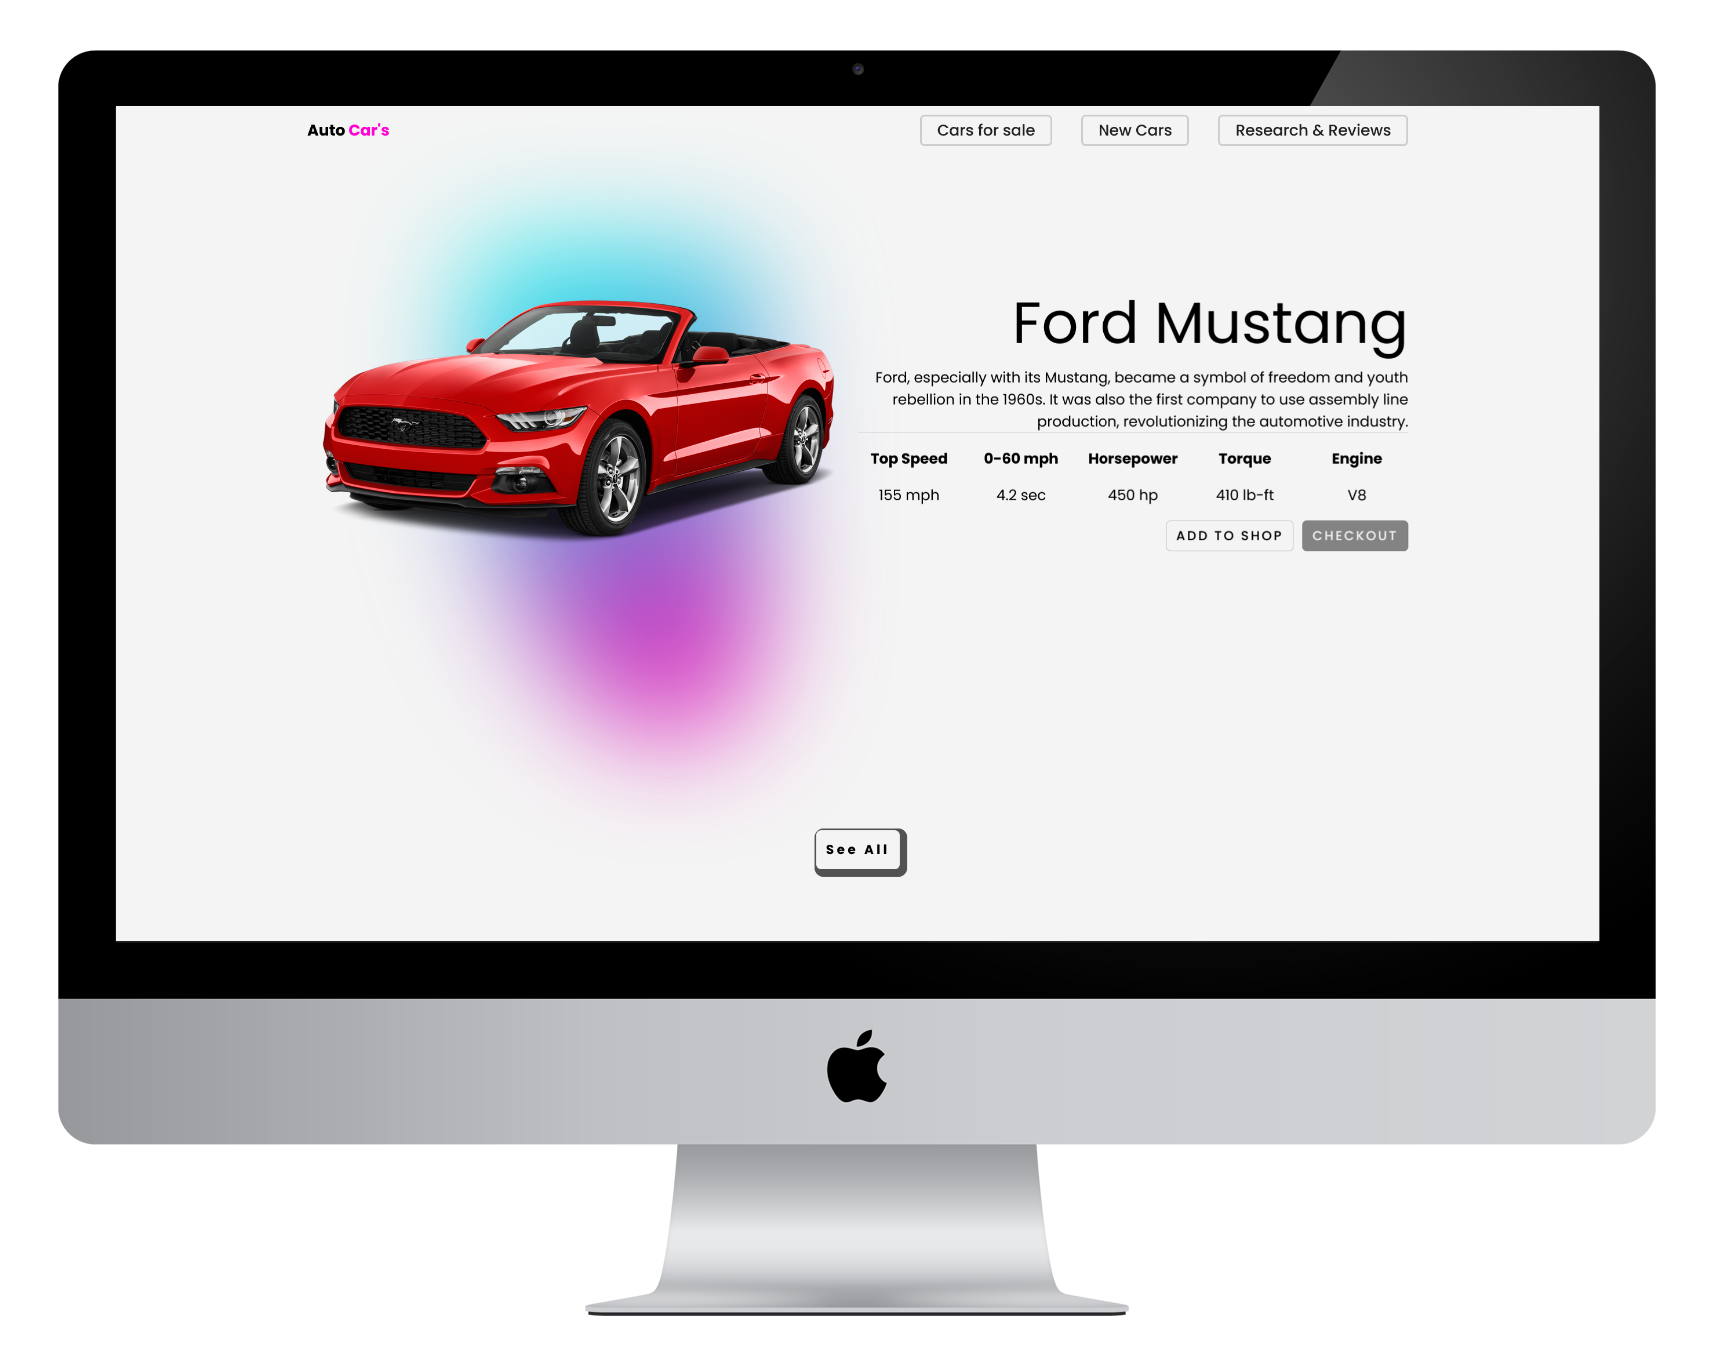 Auto Car's
Cars for sale
New Cars
Research & Reviews
Ford Mustang
Ford, especially with its Mustang, became a symbol of freedom and youth
rebellion in the 1960s. It was also the first company to use assembly line
production, revolutionizing the automotive industry.
Top Speed 0-60 mph Horsepower Torque Engine
155 mph 4.2 sec 450 hp 410 lb-ft V8
ADD TO SHOP CHECKOUT
See All